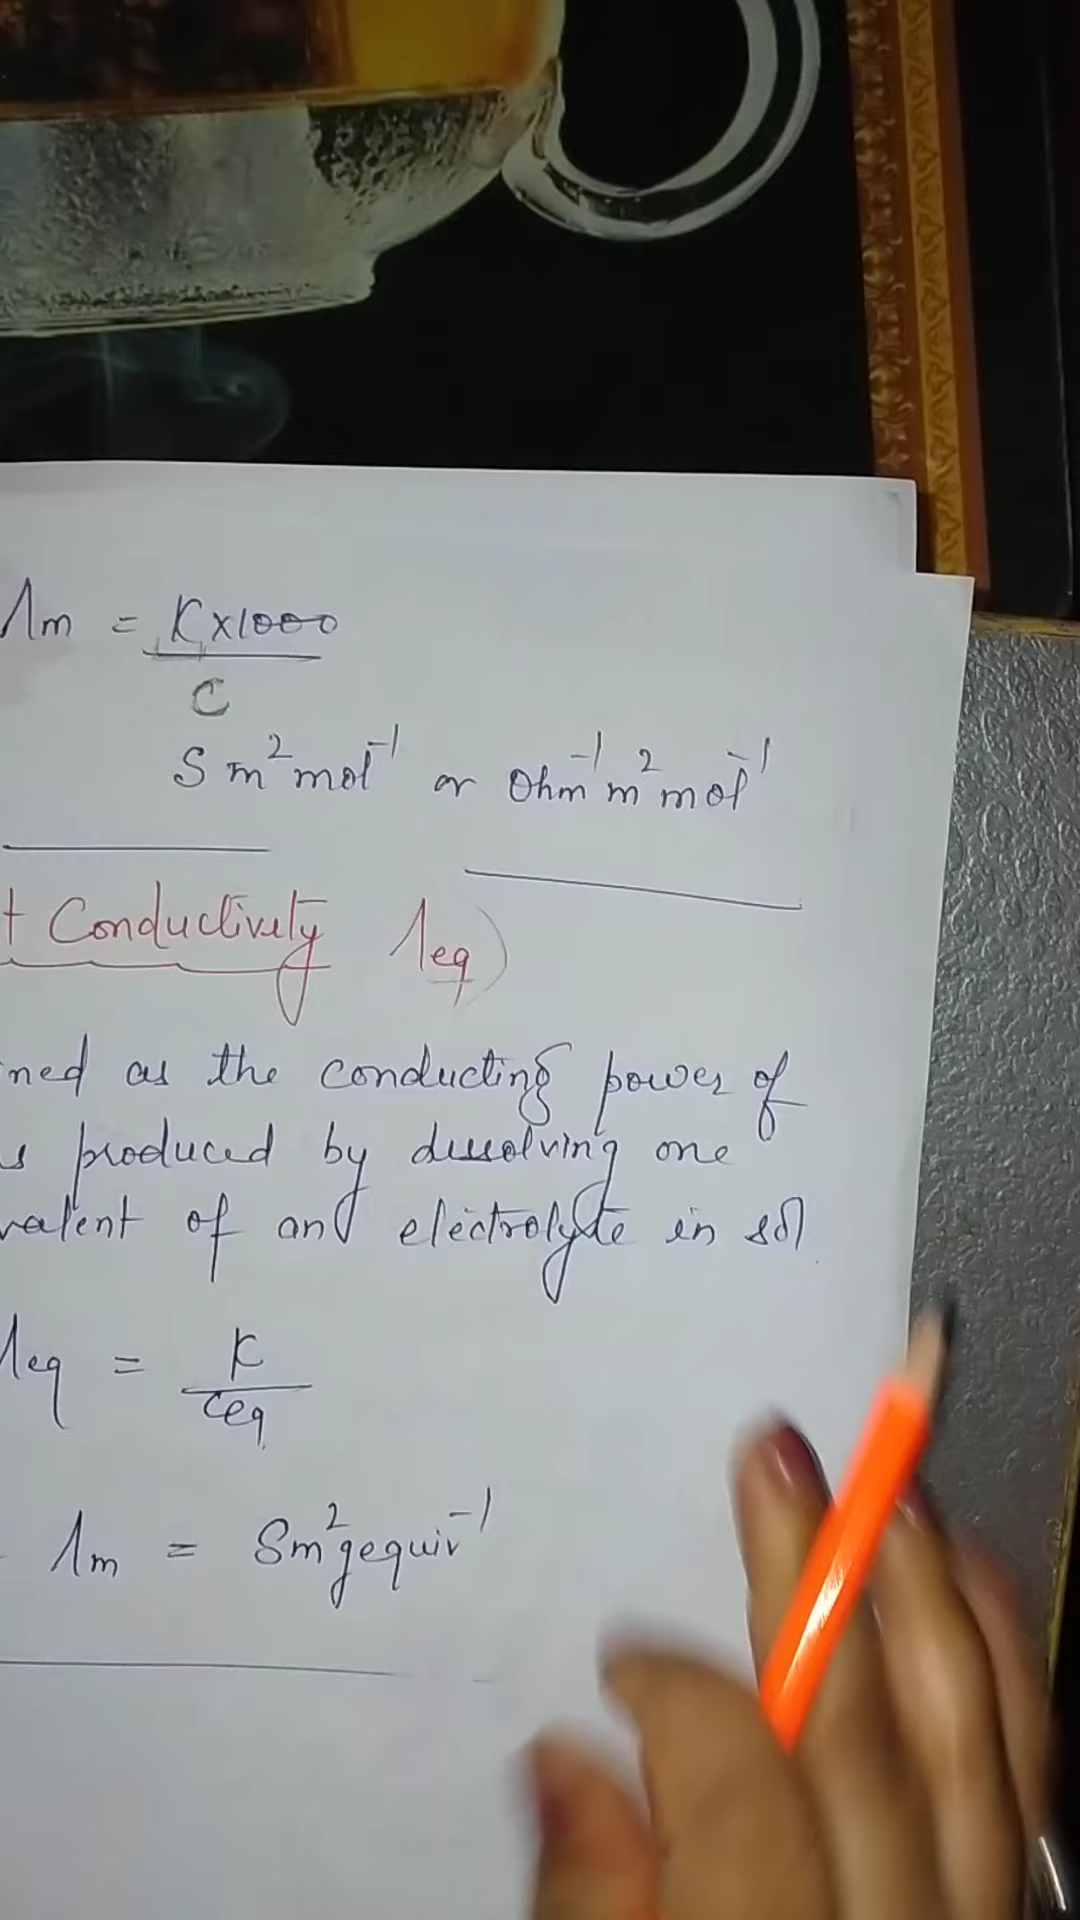 Λm = K×1000
C
S m² mol⁻¹ or Ohm⁻¹ m² mol⁻¹
t Conductivity Λeq)
ned as the conducting power of
s produced by dissolving one
valent of and electrolyte in sol
Λeq = K
Ceq
Λm = Sm² gequiv⁻¹